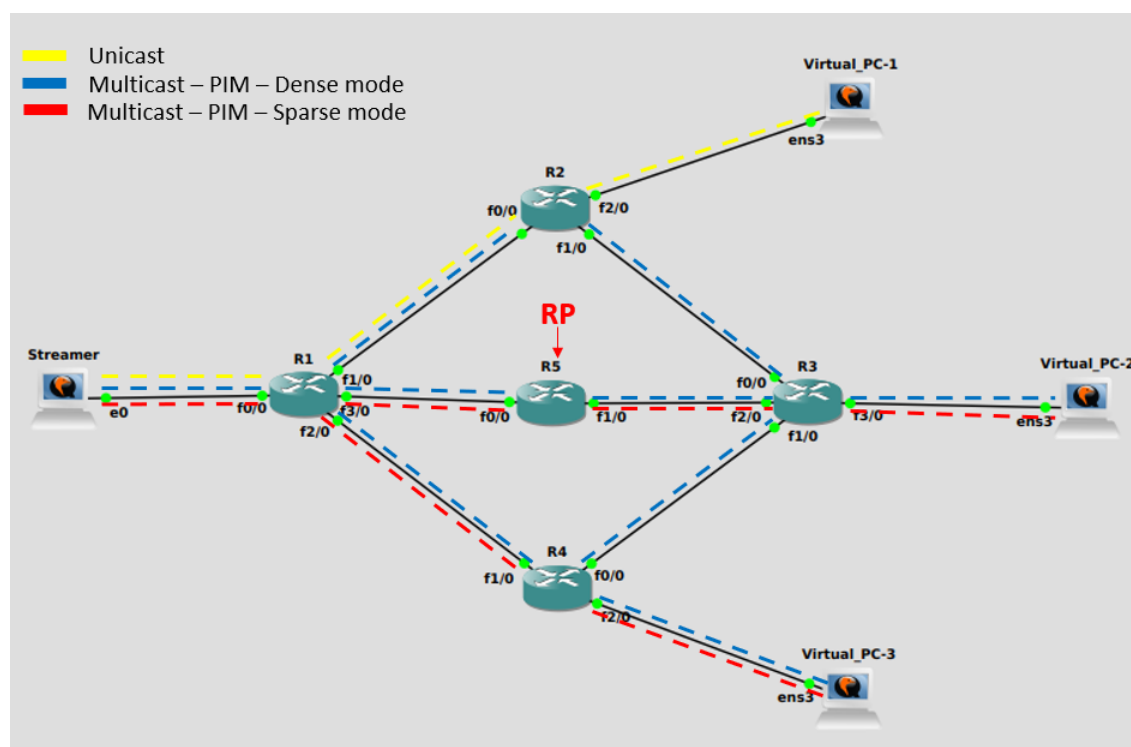 Unicast
Multicast – PIM – Dense mode
Multicast – PIM – Sparse mode
Virtual_PC-1
ens3
R2
f0/0
f2/0
f1/0
RP
Streamer
R1
R5
R3
Virtual_PC-2
f1/0
f0/0
e0
f0/0
f3/0
f0/0
f1/0
f2/0
f3/0
ens3
f2/0
f1/0
R4
f1/0
f0/0
f2/0
Virtual_PC-3
ens3